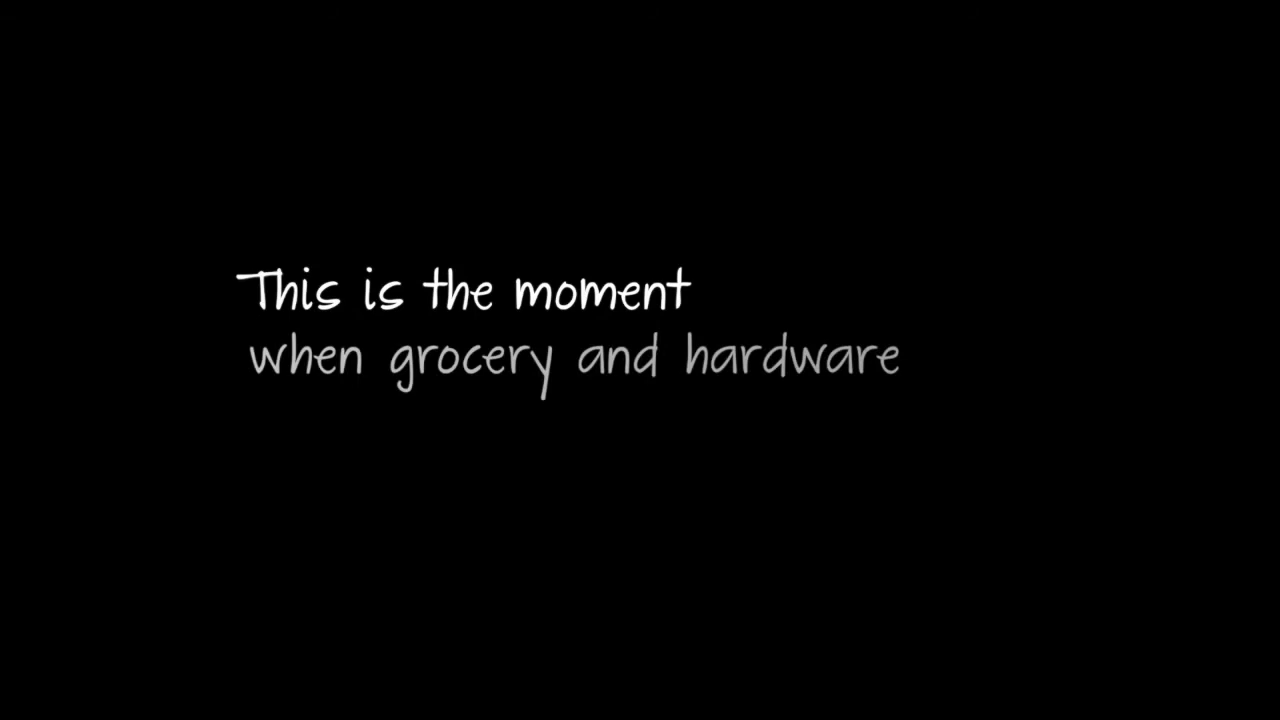 This is the moment
when grocery and hardware